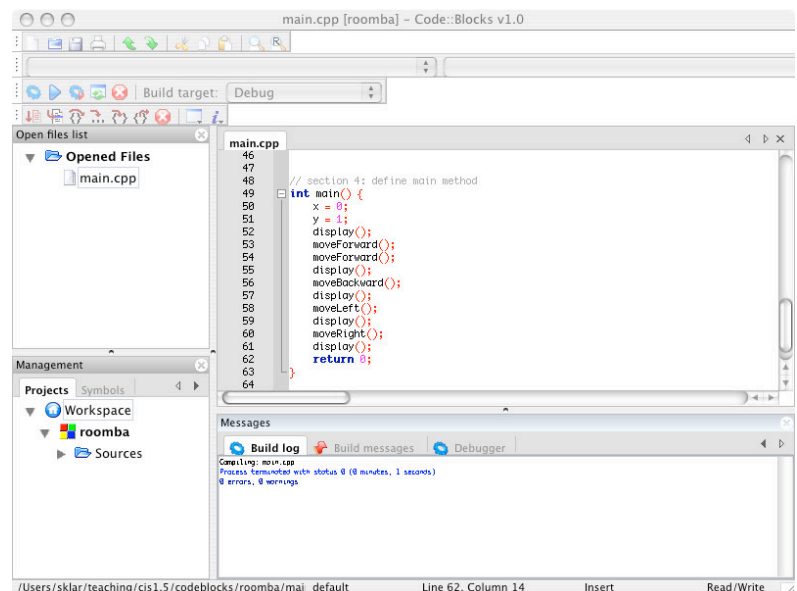 main.cpp [roomba] – Code::Blocks v1.0
Build target: Debug
Open files list
Opened Files
main.cpp
main.cpp
46
47
48 // section 4: define main method
49 int main() {
50 x = 0;
51 y = 1;
52 display();
53 moveForward();
54 moveForward();
55 display();
56 moveBackward();
57 display();
58 moveLeft();
59 display();
60 moveRight();
61 display();
62 return 0;
63 }
64
Management
Projects Symbols
Workspace
roomba
Sources
Messages
Build log Build messages Debugger
Compiling: main.cpp
Process terminated with status 0 (0 minutes, 1 seconds)
0 errors, 0 warnings
/Users/sklar/teaching/cis1.5/codeblocks/roomba/mai default Line 62, Column 14 Insert Read/Write